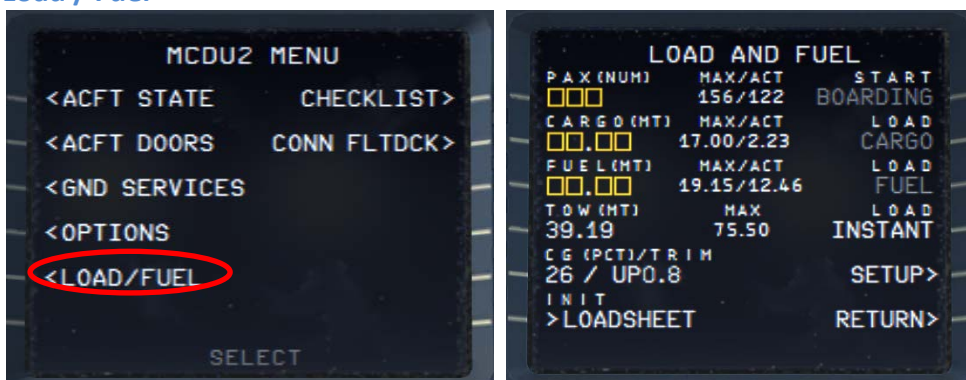 MCDU2 MENU
<ACFT STATE CHECKLIST>
<ACFT DOORS CONN FLTDCK>
<GND SERVICES
<OPTIONS
<LOAD/FUEL
SELECT
LOAD AND FUEL
PAX(NUM) MAX/ACT START
□□□ 156/122 BOARDING
CARGO(MT) MAX/ACT LOAD
□□.□□ 17.00/2.23 CARGO
FUEL(MT) MAX/ACT LOAD
□□.□□ 19.15/12.46 FUEL
TOW(MT) MAX LOAD
39.19 75.50 INSTANT
CG(PCT)/TRIM
26 / UP0.8 SETUP>
INIT
>LOADSHEET RETURN>